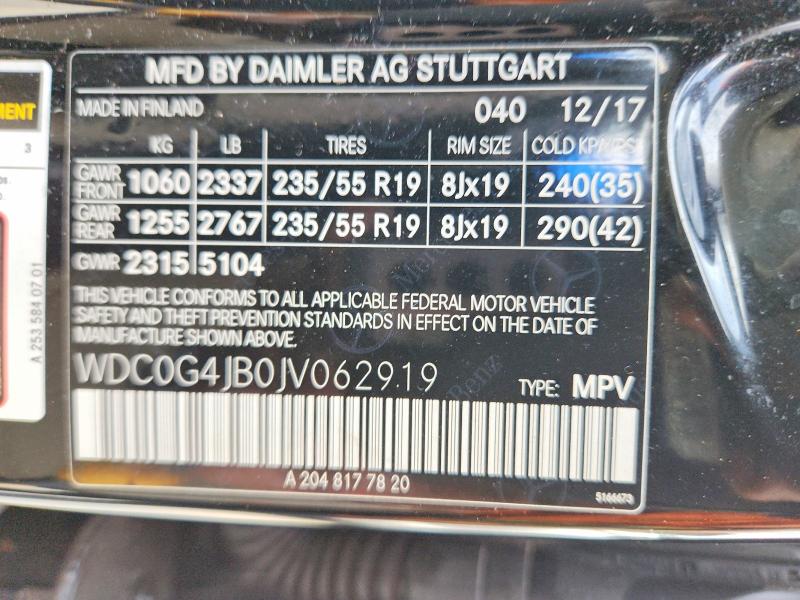 MFD BY DAIMLER AG STUTTGART
MADE IN FINLAND 040 12/17
KG LB TIRES RIM SIZE COLD
GAWR FRONT 1060 2337 235/55 R19 8Jx19 240(35)
GAWR REAR 1255 2767 235/55 R19 8Jx19 290(42)
GVWR 2315 5104
THIS VEHICLE CONFORMS TO ALL APPLICABLE FEDERAL MOTOR VEHICLE
SAFETY AND THEFT PREVENTION STANDARDS IN EFFECT ON THE DATE OF
MANUFACTURE SHOWN ABOVE.
WDC0G4JB0JV062919 TYPE: MPV
A 204 817 78 20
5166673
3
A 253 584 07 01